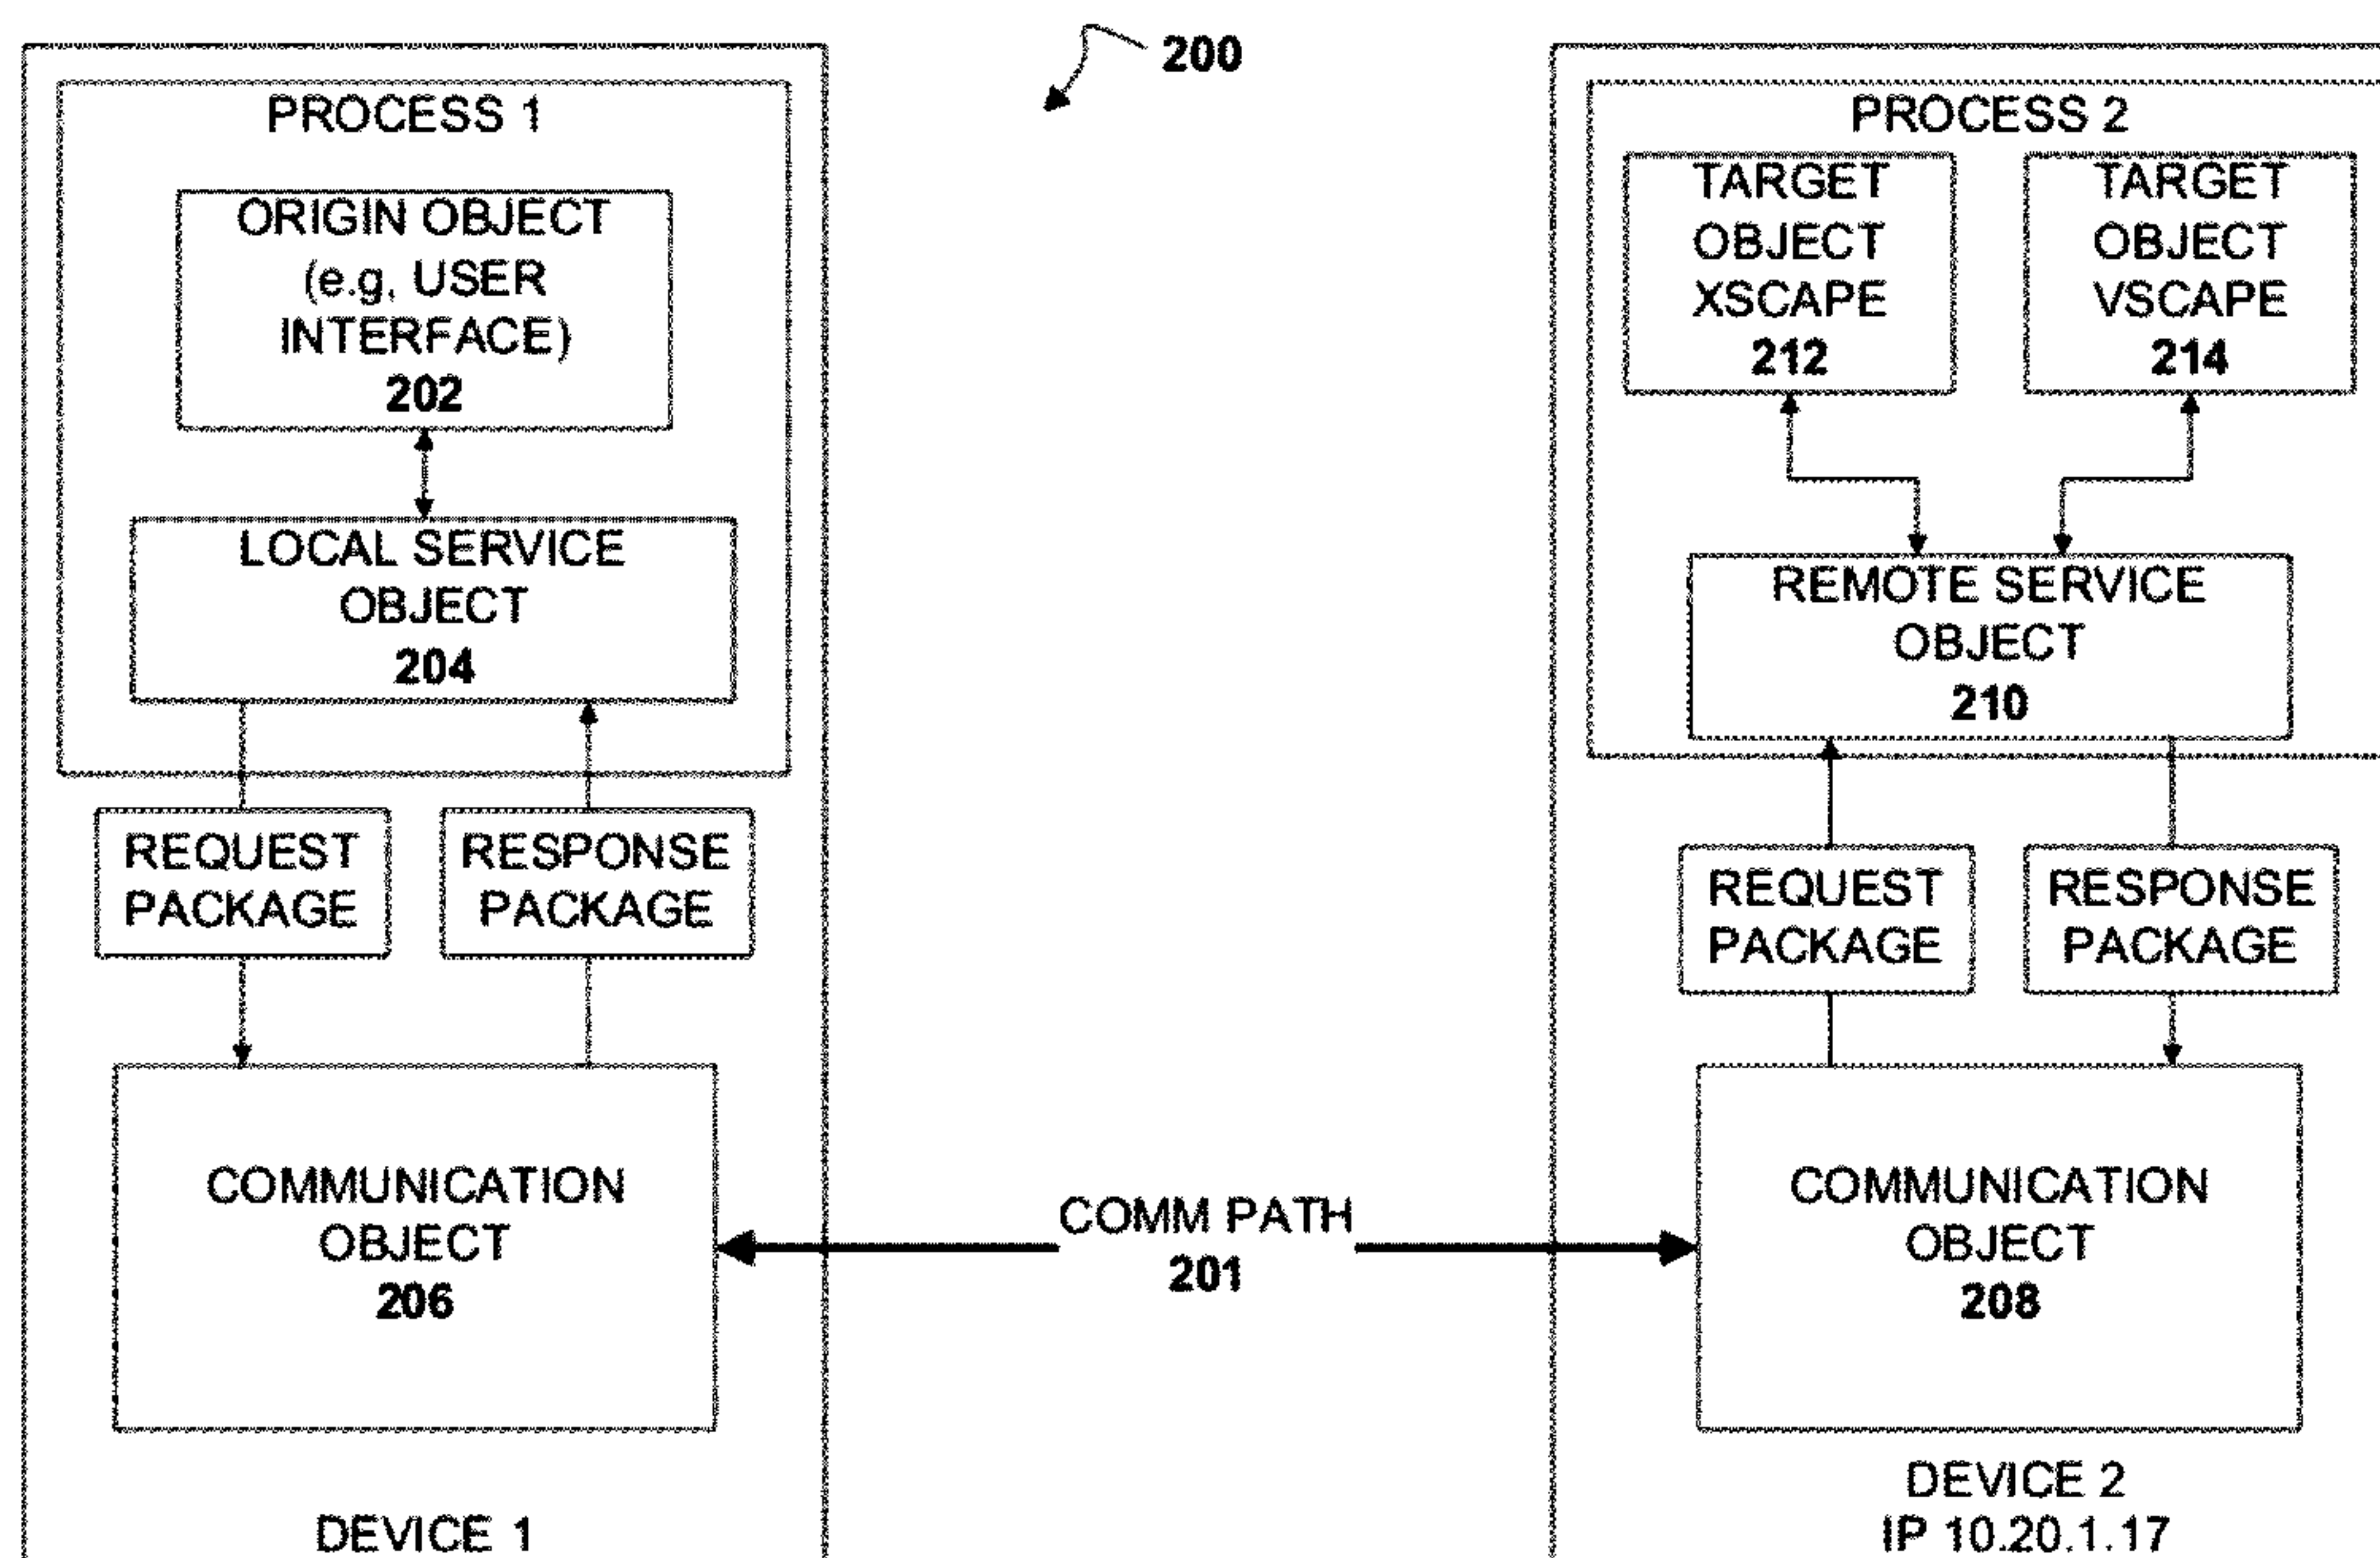 200
PROCESS 1
ORIGIN OBJECT
(e.g, USER
INTERFACE)
202
LOCAL SERVICE
OBJECT
204
REQUEST
PACKAGE
RESPONSE
PACKAGE
COMMUNICATION
OBJECT
206
DEVICE 1
COMM PATH
201
PROCESS 2
TARGET
OBJECT
XSCAPE
212
TARGET
OBJECT
VSCAPE
214
REMOTE SERVICE
OBJECT
210
REQUEST
PACKAGE
RESPONSE
PACKAGE
COMMUNICATION
OBJECT
208
DEVICE 2
IP 10.20.1.17